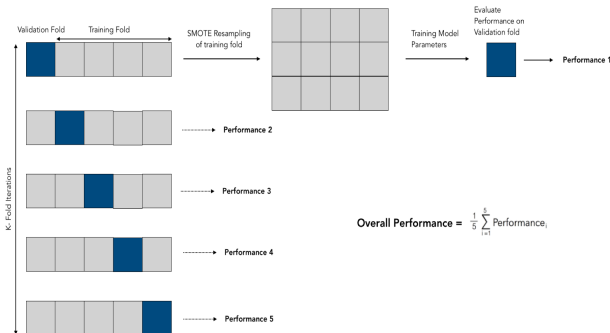 Validation Fold
Training Fold
SMOTE Resampling
of training fold
Training Model
Parameters
Evaluate
Performance on
Validation fold
Performance 1
K- Fold Iterations
Performance 2
Performance 3
Performance 4
Performance 5
Overall Performance = 1/5 5∑i=1 Performanceᵢ